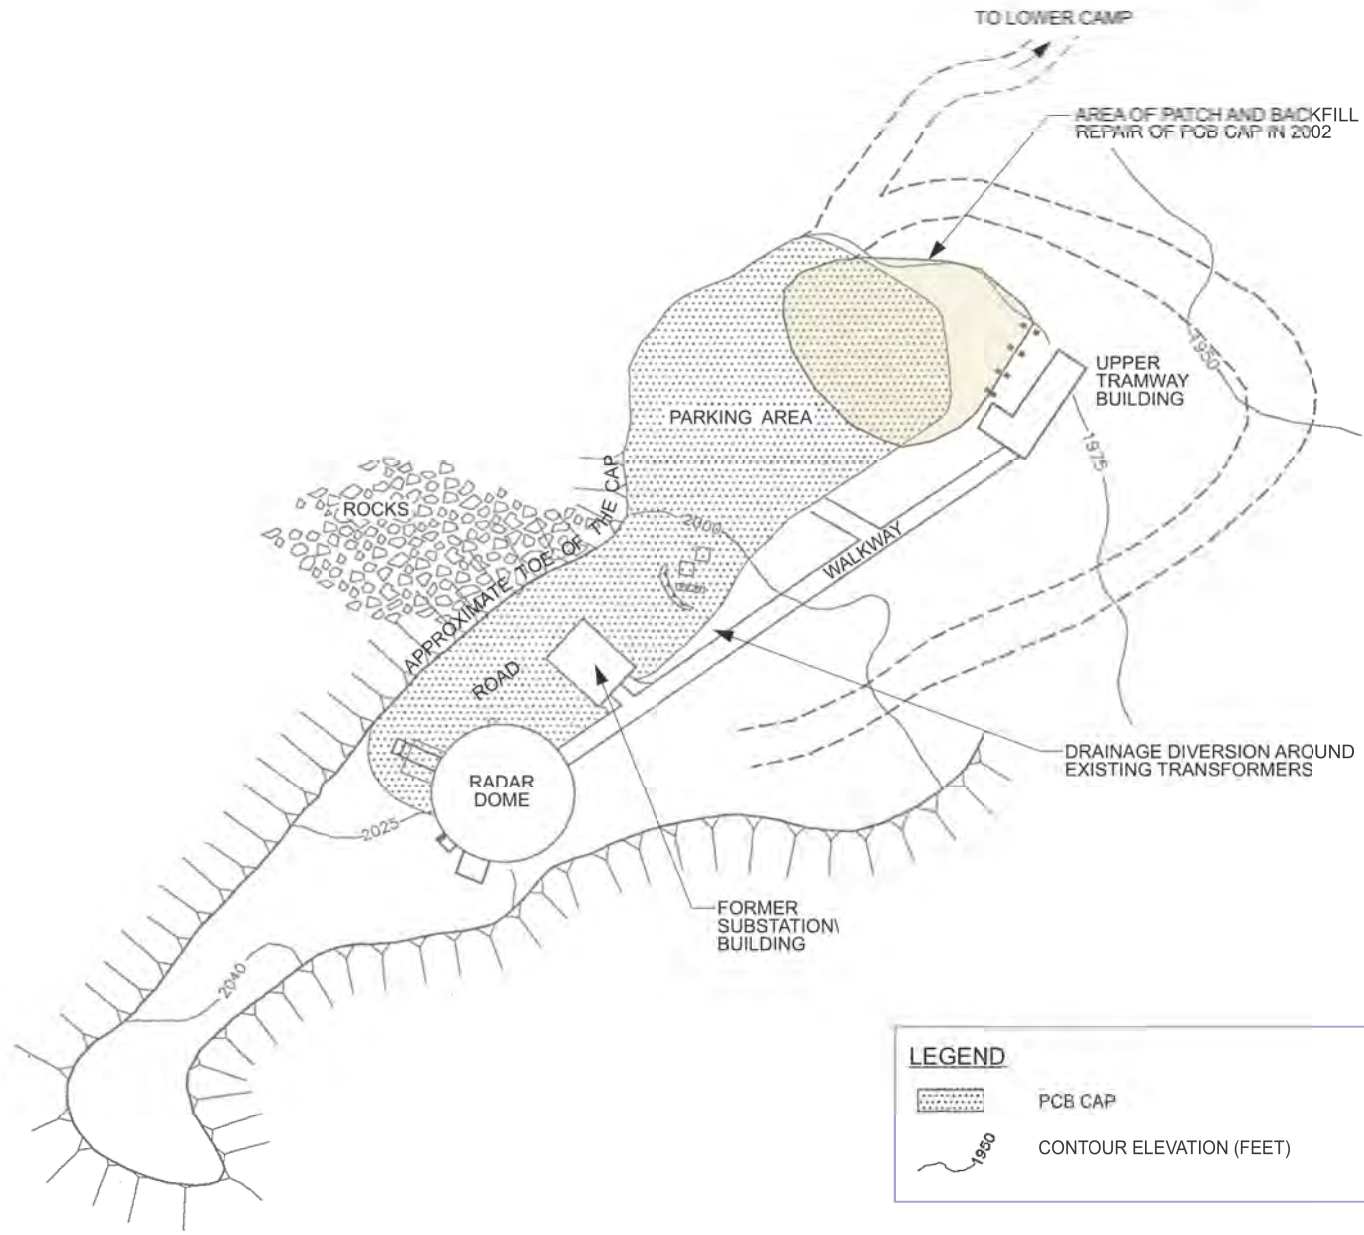 TO LOWER CAMP
AREA OF PATCH AND BACKFILL
REPAIR OF PCB CAP IN 2002
1950
UPPER
TRAMWAY
BUILDING
PARKING AREA
1975
ROCKS
APPROXIMATE TOE OF THE CAP
2000
WALKWAY
ROAD
DRAINAGE DIVERSION AROUND
EXISTING TRANSFORMERS
RADAR
DOME
2025
FORMER
SUBSTATION\
BUILDING
2040
LEGEND
PCB CAP
1950
CONTOUR ELEVATION (FEET)